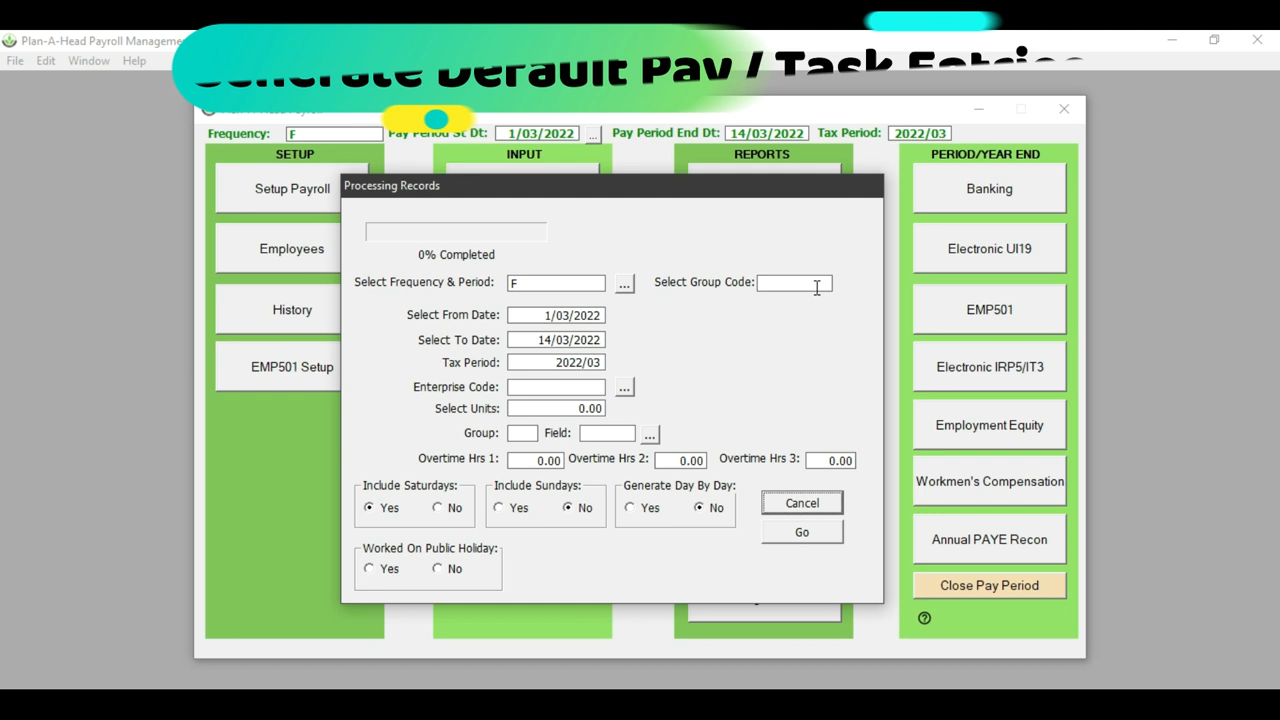 Plan-A-Head Payroll Manageme
File Edit Window Help
Generate Default Pay / Task Entries
Frequency: F Pay Period St Dt: 1/03/2022 ... Pay Period End Dt: 14/03/2022 Tax Period: 2022/03
SETUP INPUT REPORTS PERIOD/YEAR END
Setup Payroll
Employees
History
EMP501 Setup
Processing Records
0% Completed
Select Frequency & Period: F ... Select Group Code:
Select From Date: 1/03/2022
Select To Date: 14/03/2022
Tax Period: 2022/03
Enterprise Code: ...
Select Units: 0.00
Group: Field: ...
Overtime Hrs 1: 0.00 Overtime Hrs 2: 0.00 Overtime Hrs 3: 0.00
Include Saturdays: Include Sundays: Generate Day By Day:
Yes No Yes No Yes No
Cancel
Go
Worked On Public Holiday:
Yes No
Banking
Electronic UI19
EMP501
Electronic IRP5/IT3
Employment Equity
Workmen's Compensation
Annual PAYE Recon
Close Pay Period
?